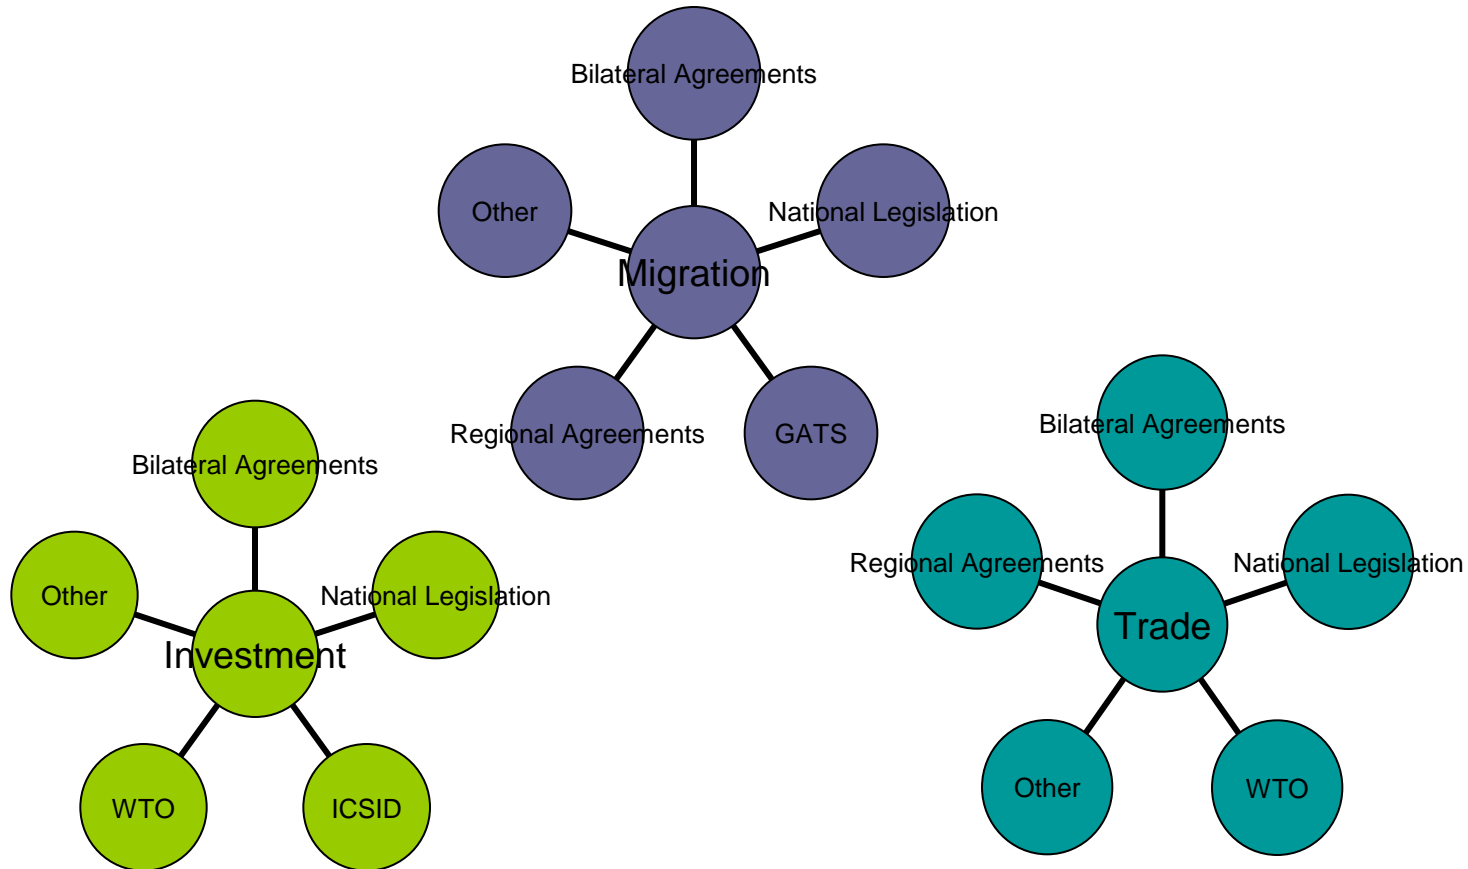 Bilateral Agreements
Other
National Legislation
Migration
Regional Agreements
GATS
Bilateral Agreements
Other
National Legislation
Investment
WTO
ICSID
Bilateral Agreements
Regional Agreements
National Legislation
Trade
Other
WTO